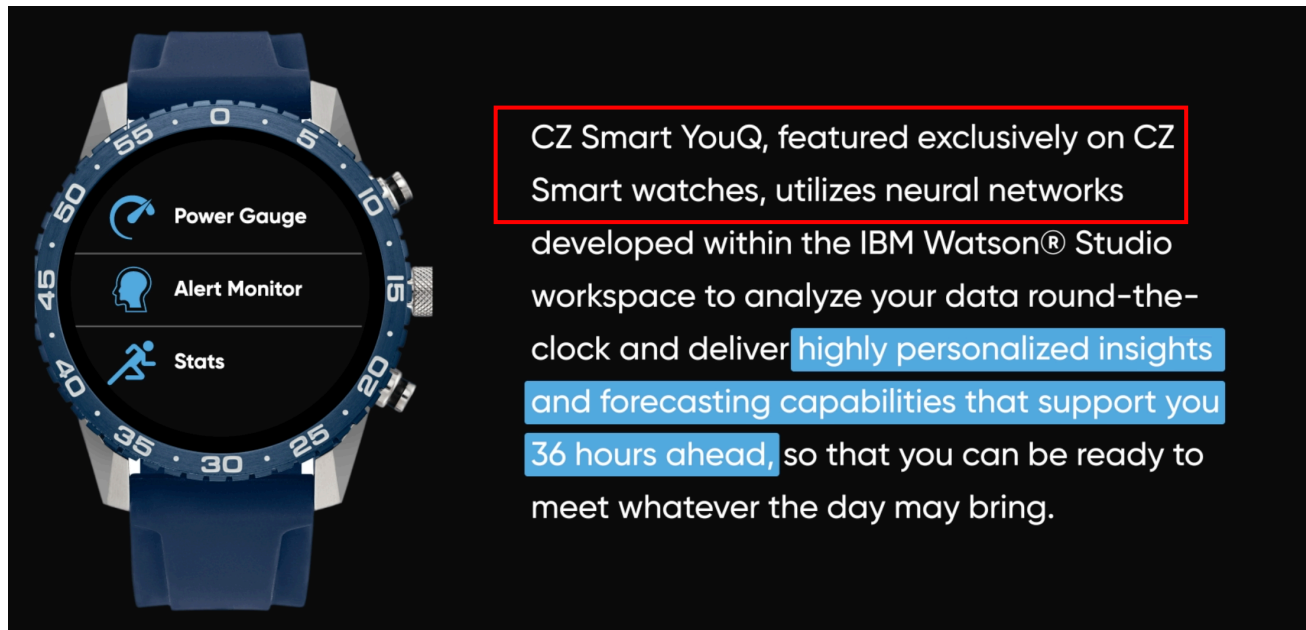 0
5
10
15
20
25
30
35
40
45
50
55
Power Gauge
Alert Monitor
Stats
CZ Smart YouQ, featured exclusively on CZ
Smart watches, utilizes neural networks
developed within the IBM Watson® Studio
workspace to analyze your data round-the-
clock and deliver highly personalized insights
and forecasting capabilities that support you
36 hours ahead, so that you can be ready to
meet whatever the day may bring.